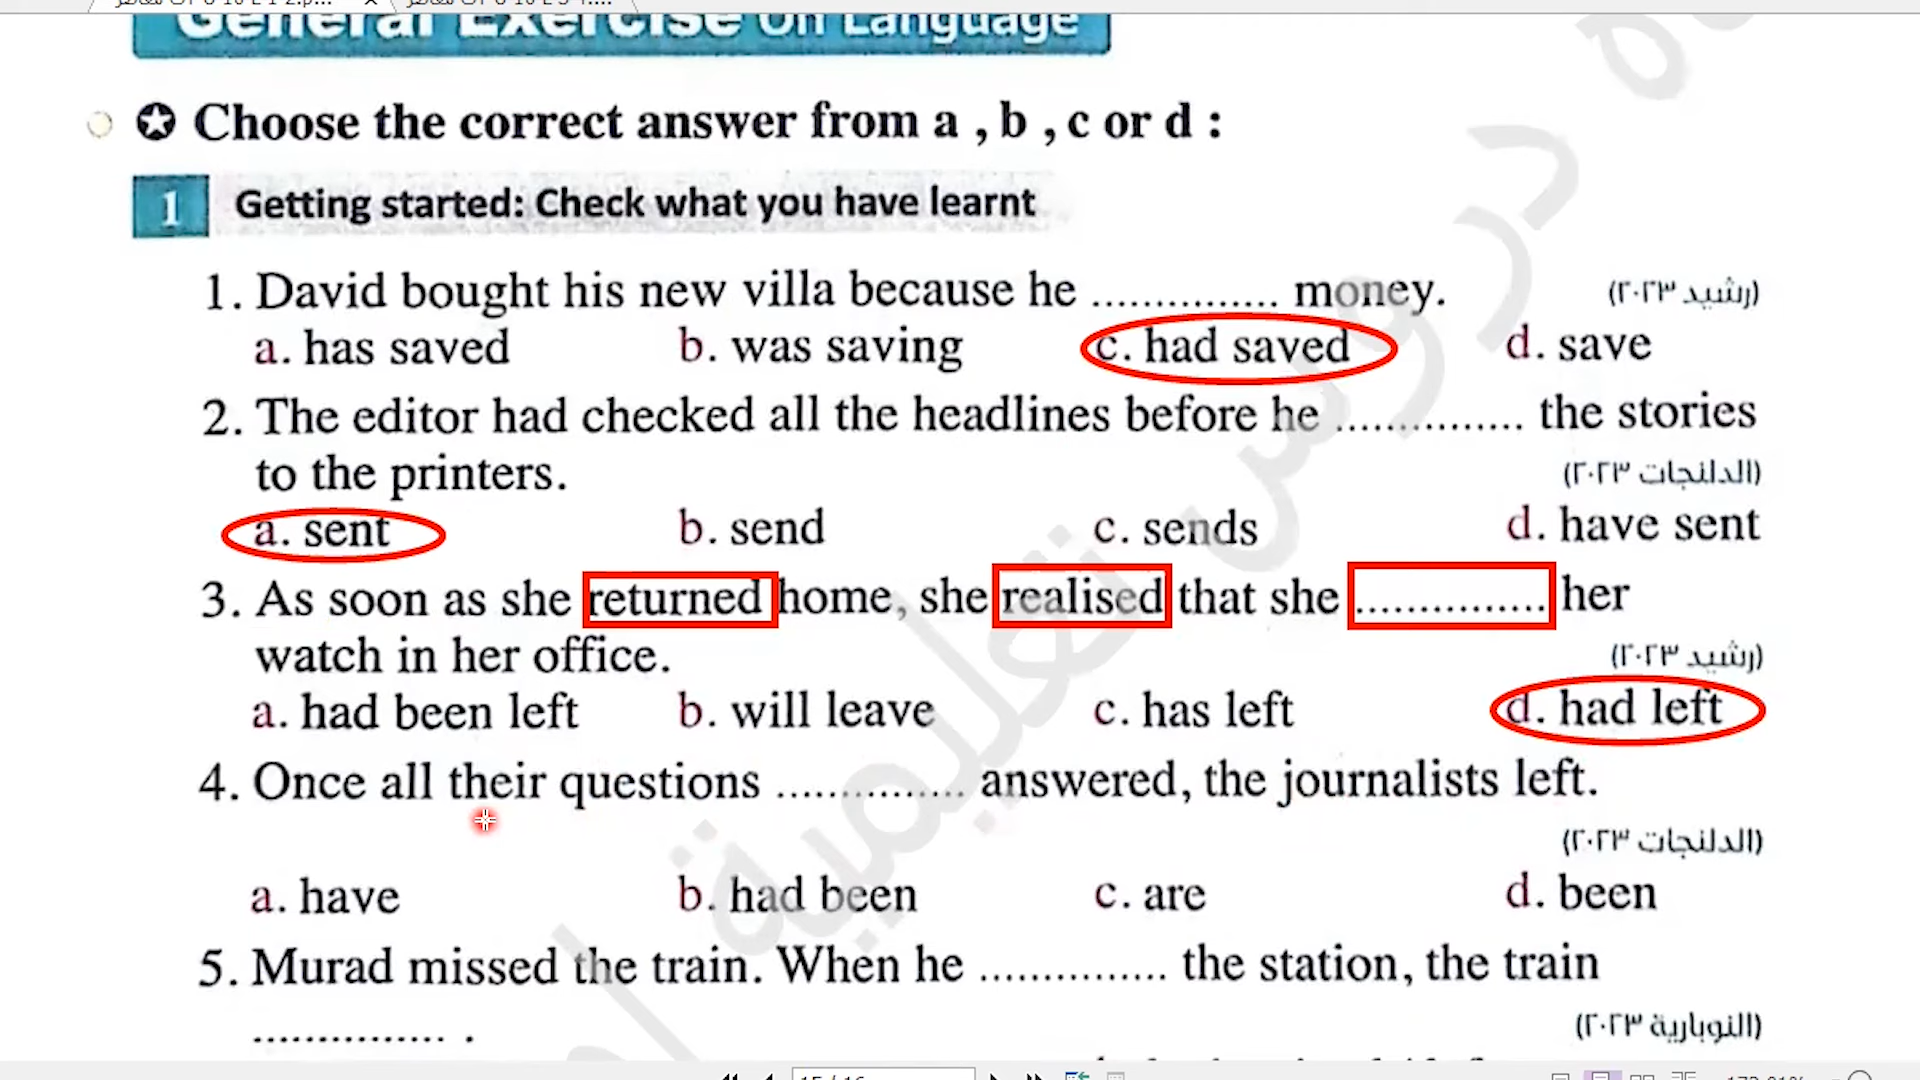 General Exercise On Language
✪ Choose the correct answer from a , b , c or d :
1 Getting started: Check what you have learnt
1. David bought his new villa because he ............... money. (رشيد ٢٠٢٣)
a. has saved b. was saving c. had saved d. save
2. The editor had checked all the headlines before he ............... the stories
to the printers. (الدلنجات ٢٠٢٣)
a. sent b. send c. sends d. have sent
3. As soon as she returned home, she realised that she ............... her
watch in her office. (رشيد ٢٠٢٣)
a. had been left b. will leave c. has left d. had left
4. Once all their questions ............... answered, the journalists left.
(الدلنجات ٢٠٢٣)
a. have b. had been c. are d. been
5. Murad missed the train. When he ............... the station, the train
............... . (النوبارية ٢٠٢٣)
15 / 16